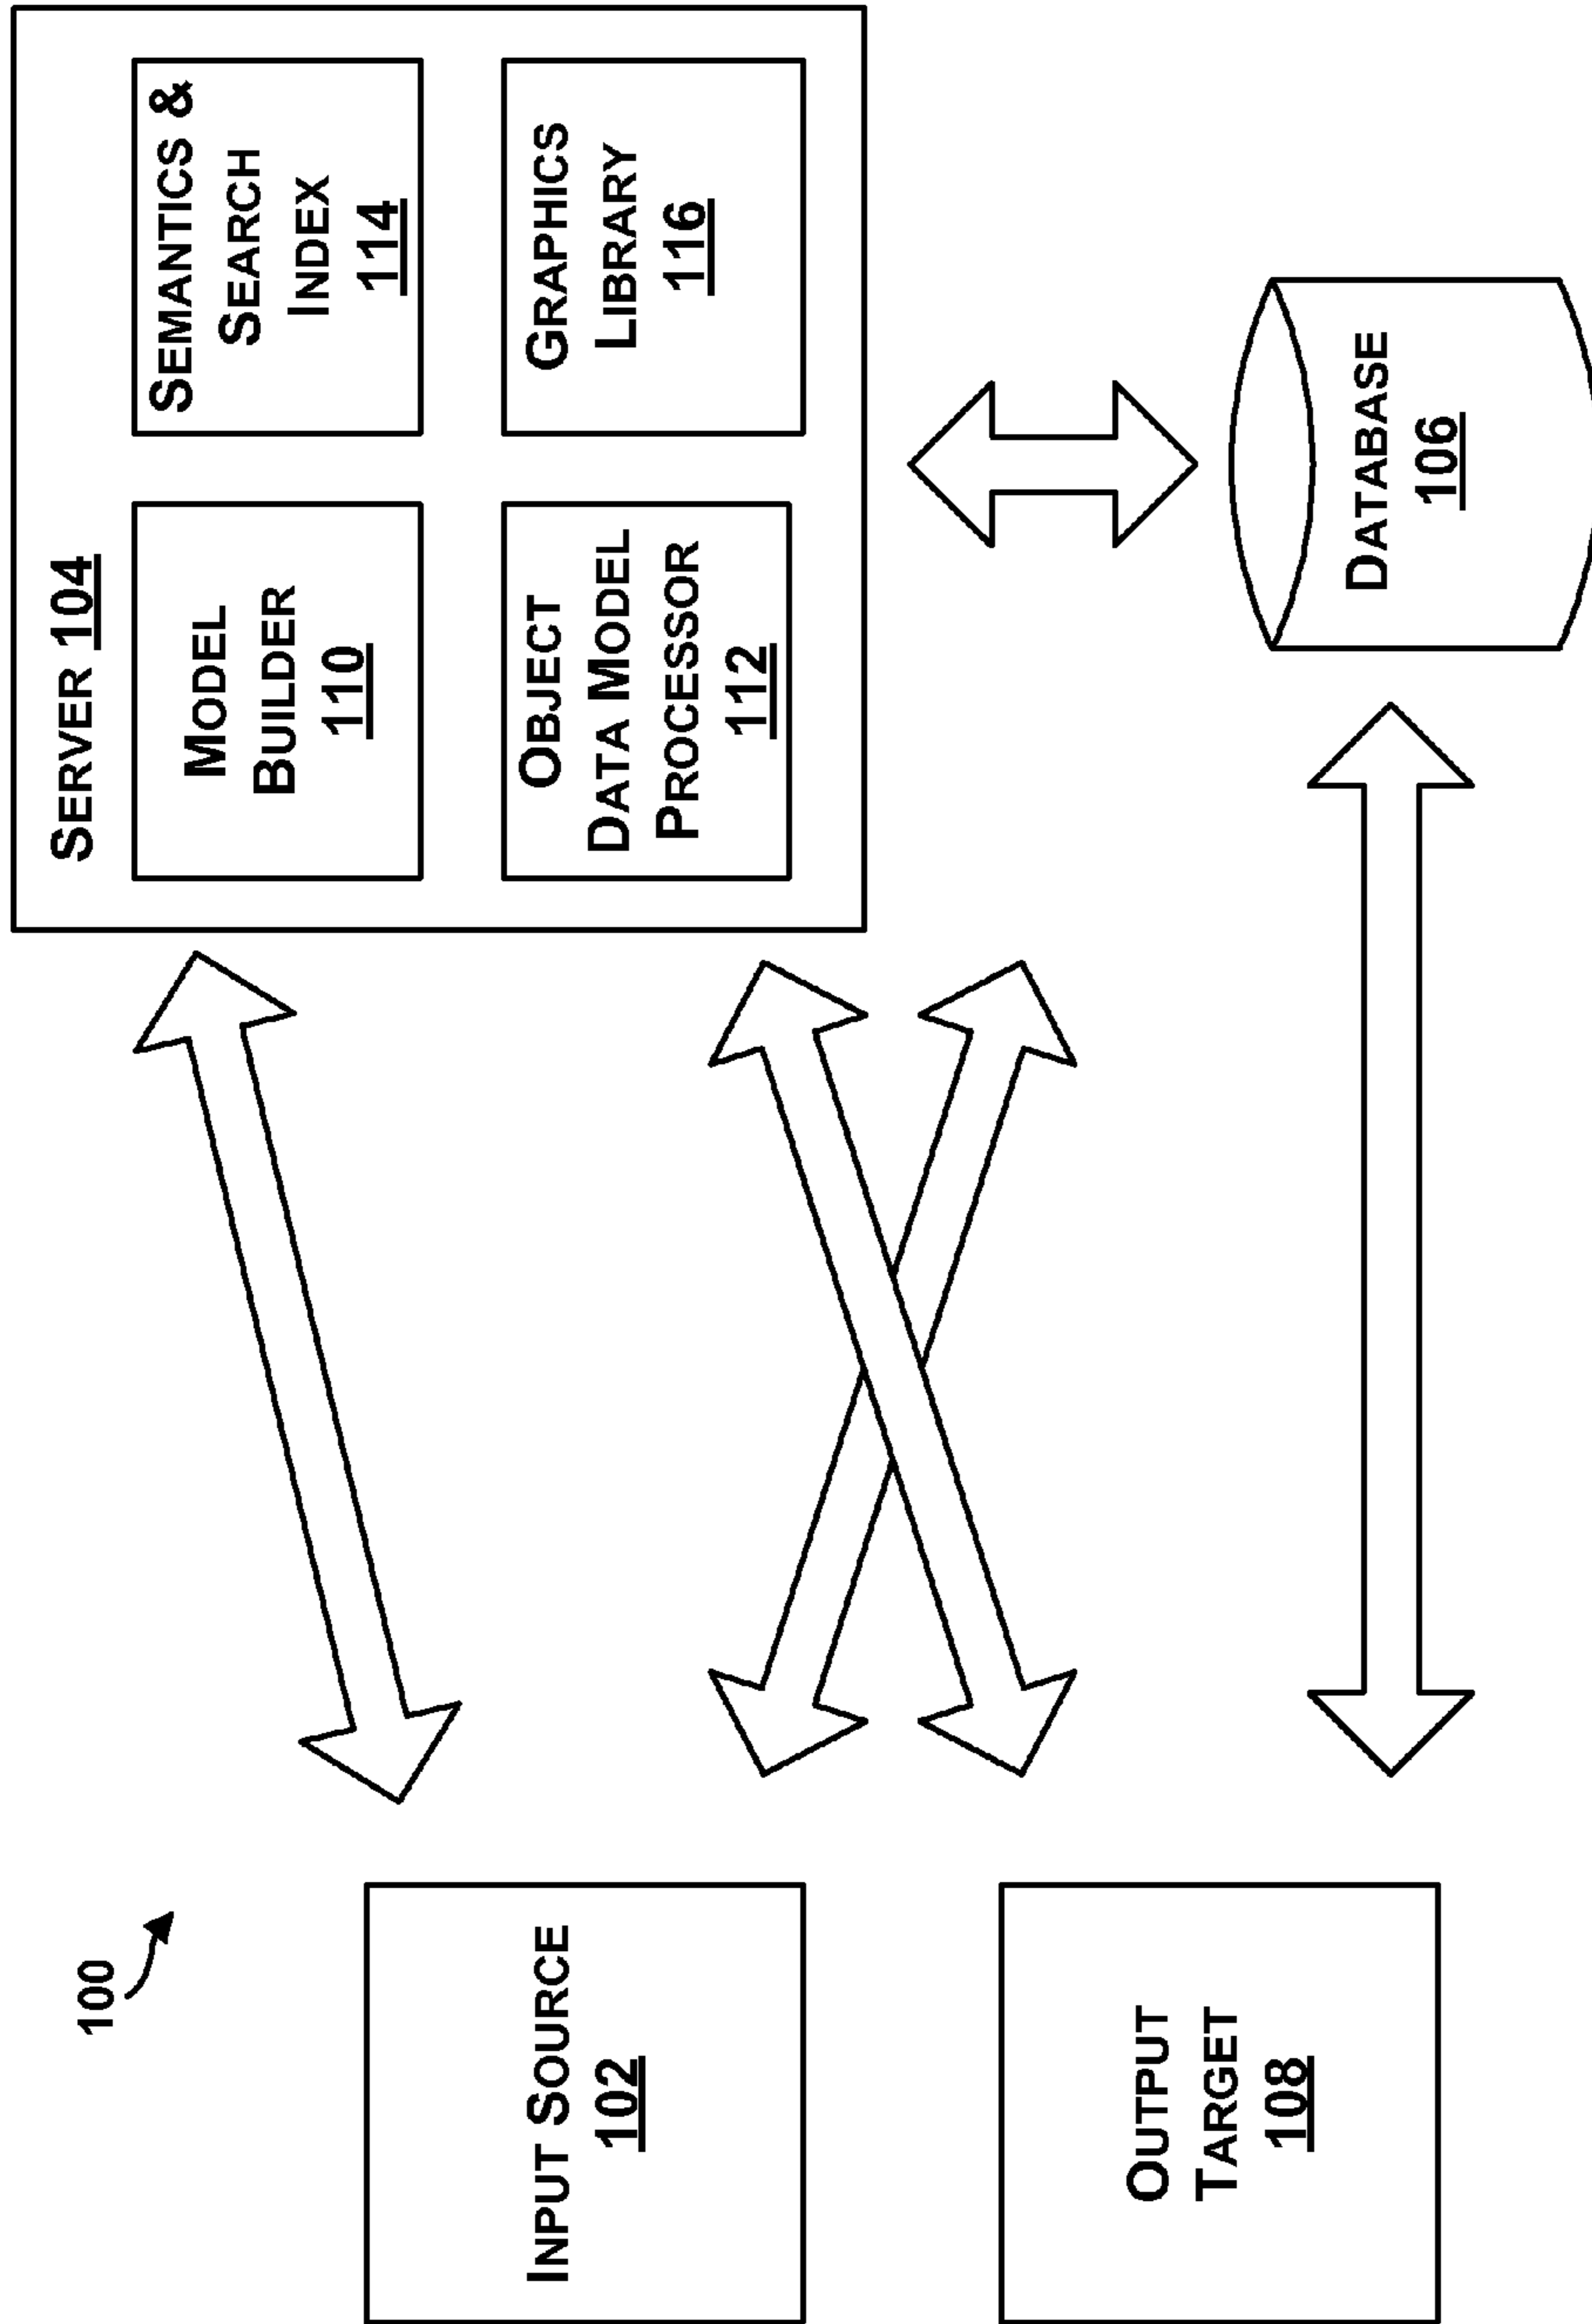 100
SERVER 104
MODEL
BUILDER
110
SEMANTICS &
SEARCH
INDEX
114
INPUT SOURCE
102
OBJECT
DATA MODEL
PROCESSOR
112
GRAPHICS
LIBRARY
116
OUTPUT
TARGET
108
DATABASE
106